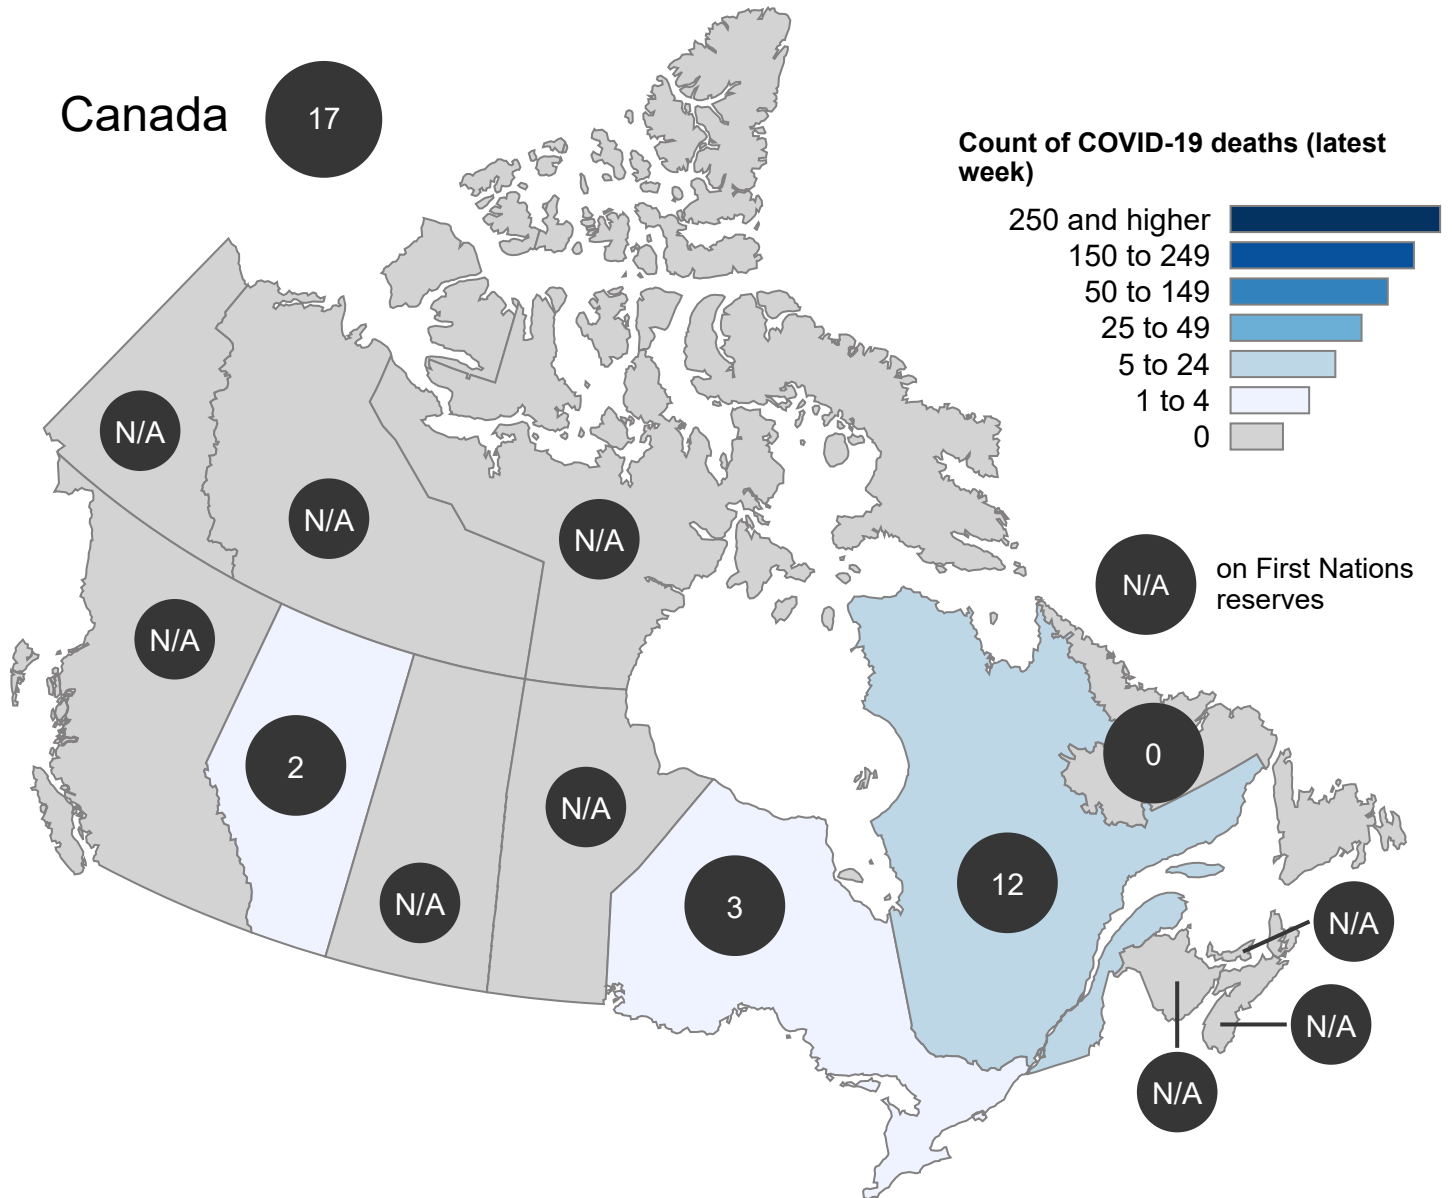 Canada
17
Count of COVID-19 deaths (latest
week)
250 and higher
150 to 249
50 to 149
25 to 49
5 to 24
1 to 4
0
N/A
N/A
N/A
N/A
on First Nations
reserves
N/A
0
2
N/A
12
N/A
3
N/A
N/A
N/A